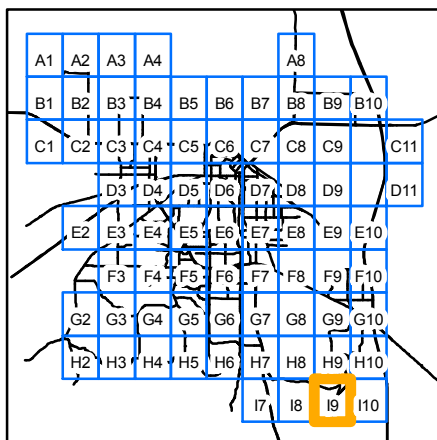 A1 A2 A3 A4 A8
B1 B2 B3 B4 B5 B6 B7 B8 B9 B10
C1 C2 C3 C4 C5 C6 C7 C8 C9 C11
D3 D4 D5 D6 D7 D8 D9 D11
E2 E3 E4 E5 E6 E7 E8 E9 E10
F3 F4 F5 F6 F7 F8 F9 F10
G2 G3 G4 G5 G6 G7 G8 G9 G10
H2 H3 H4 H5 H6 H7 H8 H9 H10
I7 I8 I9 I10